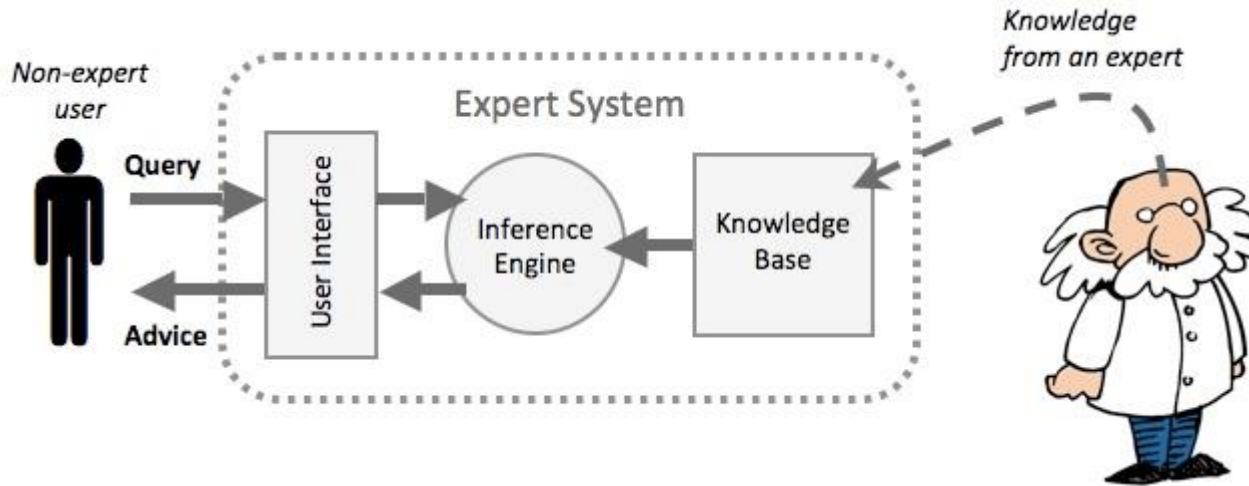 Knowledge
from an expert
Non-expert
user
Expert System
Query
User Interface
Inference
Engine
Knowledge
Base
Advice